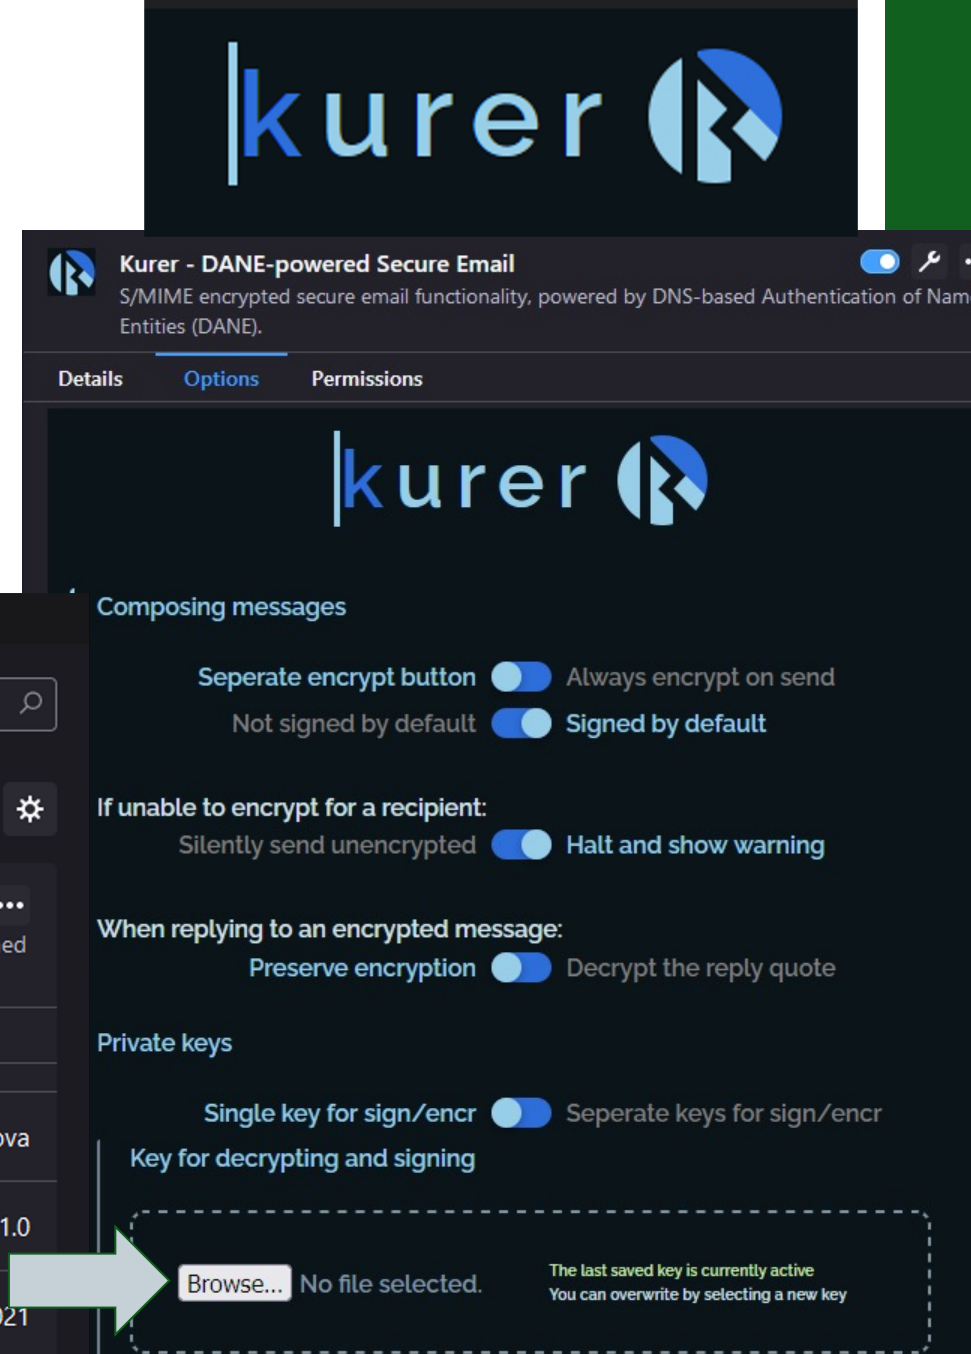 kurer
Kurer - DANE-powered Secure Email
S/MIME encrypted secure email functionality, powered by DNS-based Authentication of Nam
Entities (DANE).
Details Options Permissions
kurer
Composing messages
Seperate encrypt button Always encrypt on send
Not signed by default Signed by default
If unable to encrypt for a recipient:
Silently send unencrypted Halt and show warning
ed
When replying to an encrypted message:
Preserve encryption Decrypt the reply quote
Private keys
Single key for sign/encr Seperate keys for sign/encr
ova
Key for decrypting and signing
1.0
Browse... No file selected.
The last saved key is currently active
You can overwrite by selecting a new key
021